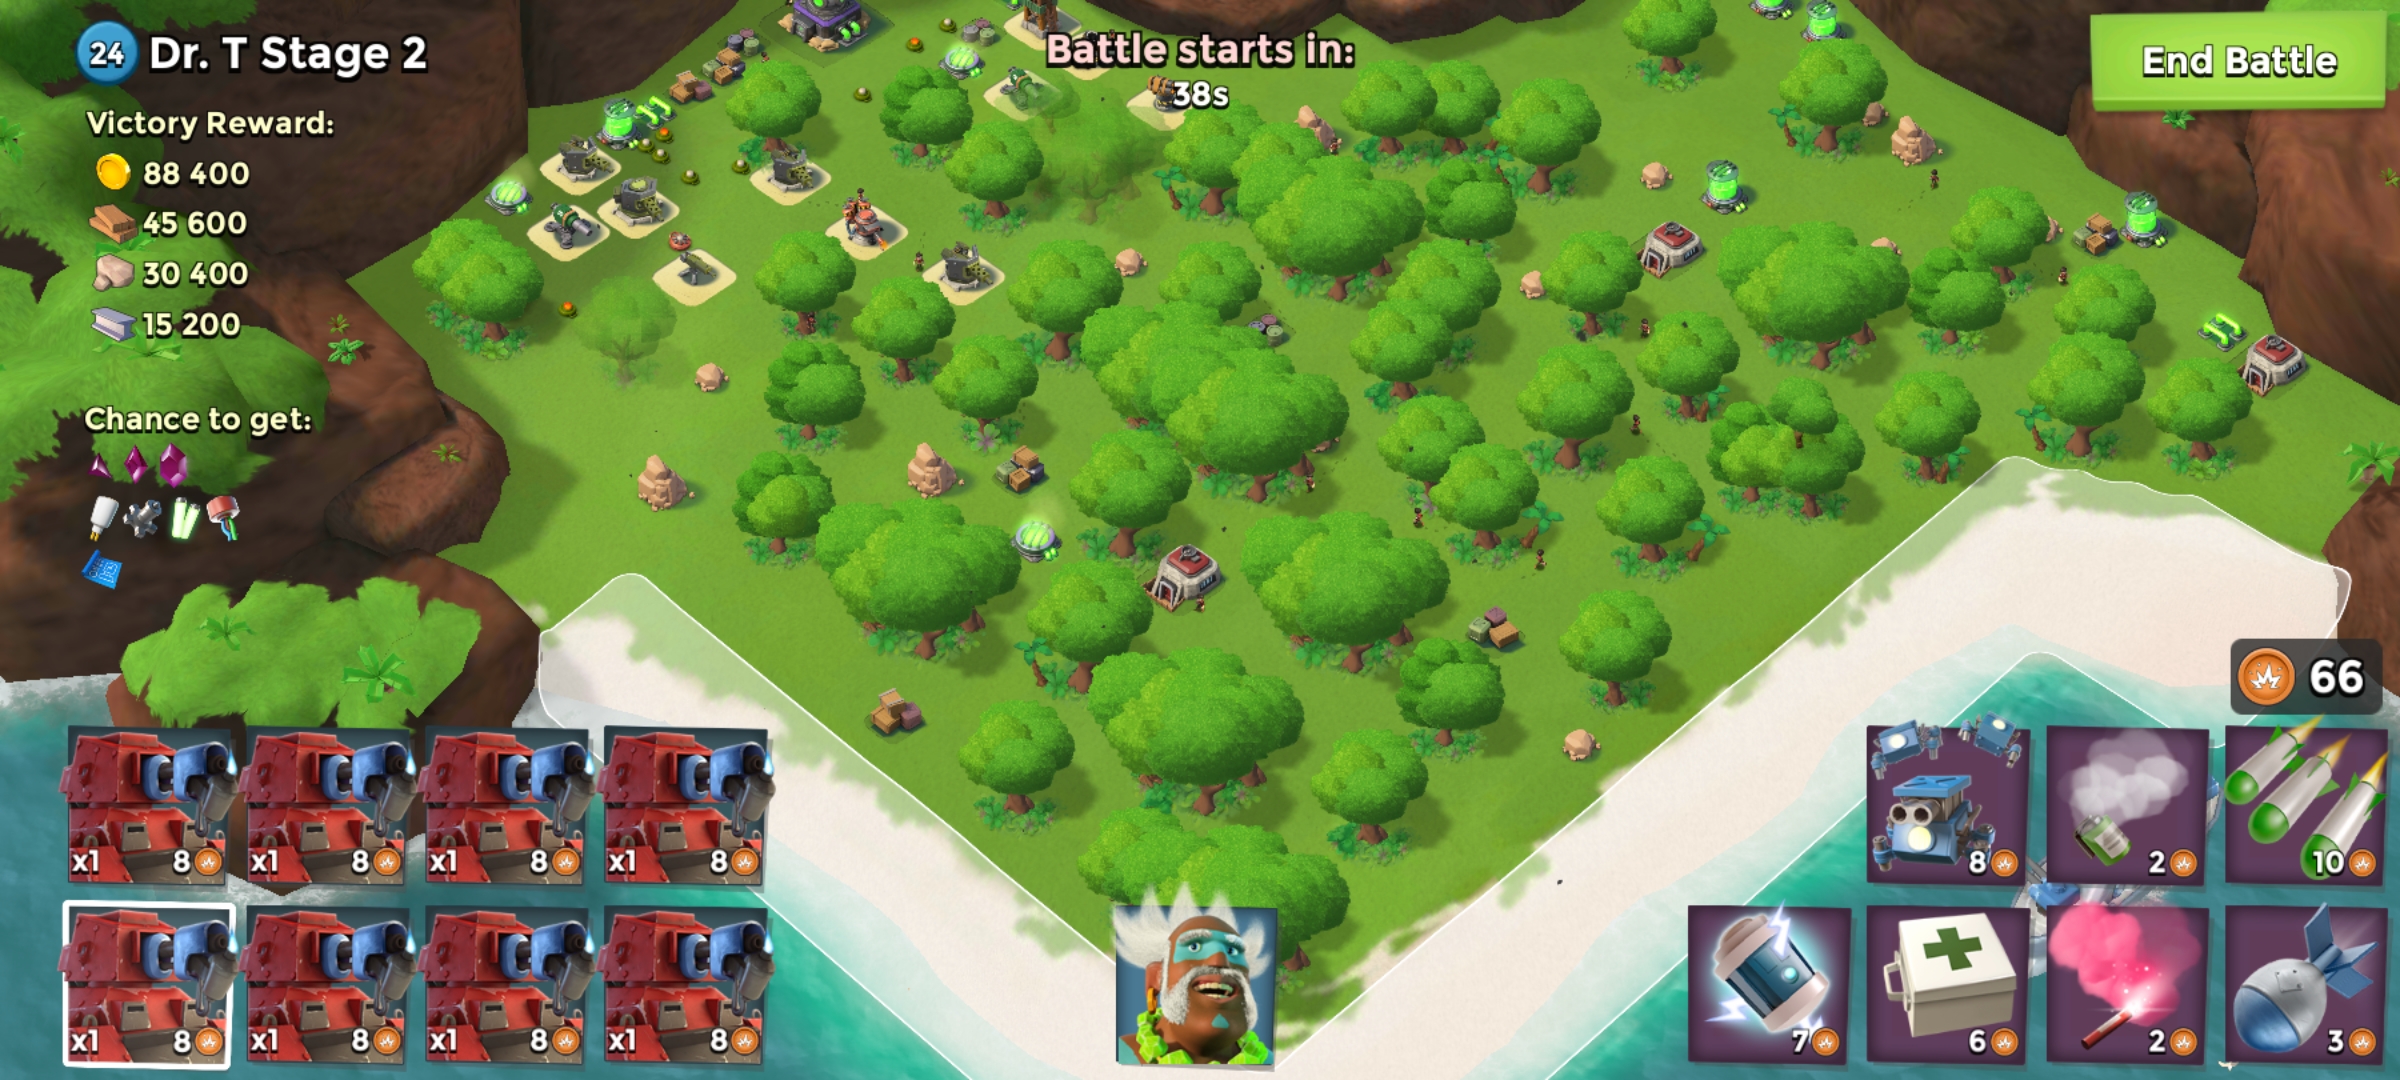 24 Dr. T Stage 2
Battle starts in:
38s
End Battle
Victory Reward:
88 400
45 600
30 400
15 200
Chance to get:
66
x1 8
x1 8
x1 8
x1 8
8
2
10
x1 8
x1 8
x1 8
x1 8
7
6
2
3